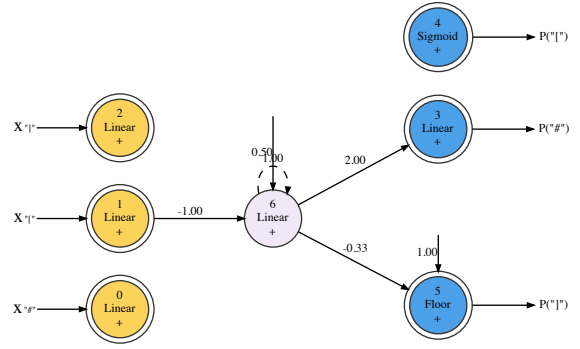 4
Sigmoid
+
P("[")
X "]"
2
Linear
+
3
Linear
+
P("#")
0.50
1.00
2.00
X "["
1
Linear
+
-1.00
6
Linear
+
-0.33
1.00
X "#"
0
Linear
+
5
Floor
+
P("]")